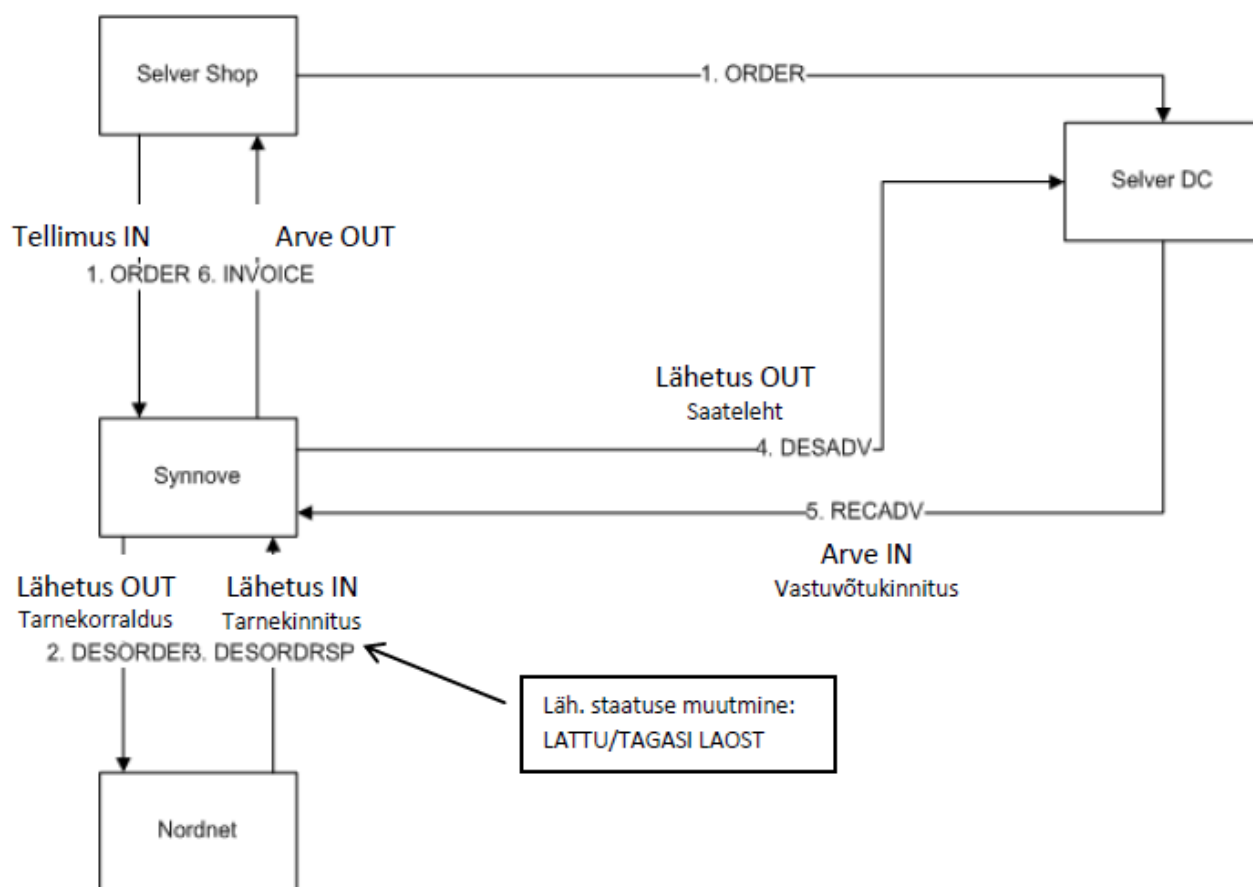 Selver Shop
1. ORDER
Selver DC
Tellimus IN
Arve OUT
1. ORDER 6. INVOICE
Lähetus OUT
Saateleht
4. DESADV
Synnove
5. RECADV
Arve IN
Vastuvõtukinnitus
Lähetus OUT
Tarnekorraldus
Lähetus IN
Tarnekinnitus
2. DESORDER
3. DESORDRSP
Läh. staatuse muutmine:
LATTU/TAGASI LAOST
Nordnet